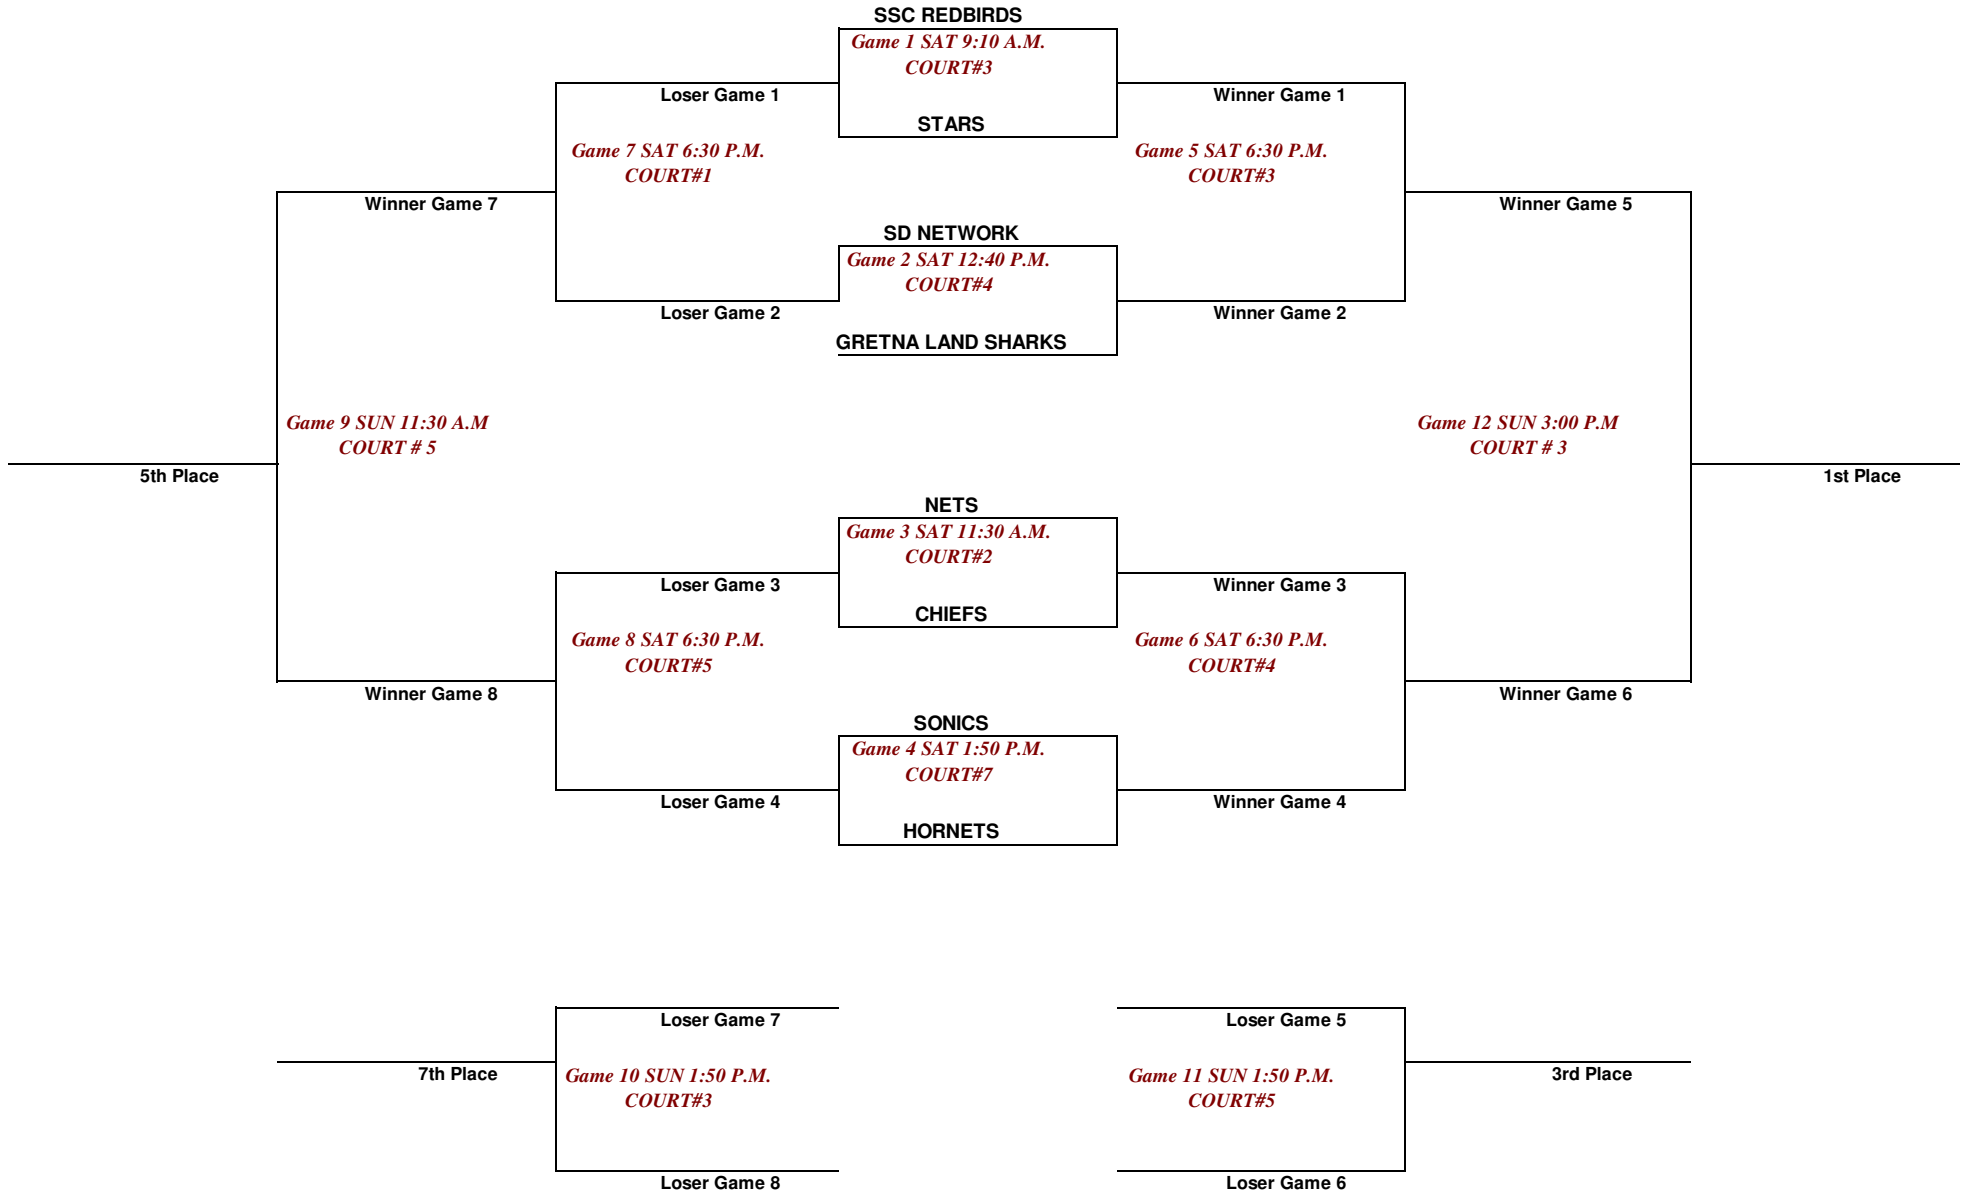 SSC REDBIRDS
Game 1 SAT 9:10 A.M.
COURT#3
Loser Game 1
Winner Game 1
STARS
Game 7 SAT 6:30 P.M.
COURT#1
Game 5 SAT 6:30 P.M.
COURT#3
Winner Game 7
Winner Game 5
SD NETWORK
Game 2 SAT 12:40 P.M.
COURT#4
Loser Game 2
Winner Game 2
GRETNA LAND SHARKS
Game 9 SUN 11:30 A.M
COURT # 5
Game 12 SUN 3:00 P.M
COURT # 3
5th Place
1st Place
NETS
Game 3 SAT 11:30 A.M.
COURT#2
Loser Game 3
Winner Game 3
CHIEFS
Game 8 SAT 6:30 P.M.
COURT#5
Game 6 SAT 6:30 P.M.
COURT#4
Winner Game 8
Winner Game 6
SONICS
Game 4 SAT 1:50 P.M.
COURT#7
Loser Game 4
Winner Game 4
HORNETS
Loser Game 7
Loser Game 5
7th Place
Game 10 SUN 1:50 P.M.
COURT#3
Game 11 SUN 1:50 P.M.
COURT#5
3rd Place
Loser Game 8
Loser Game 6